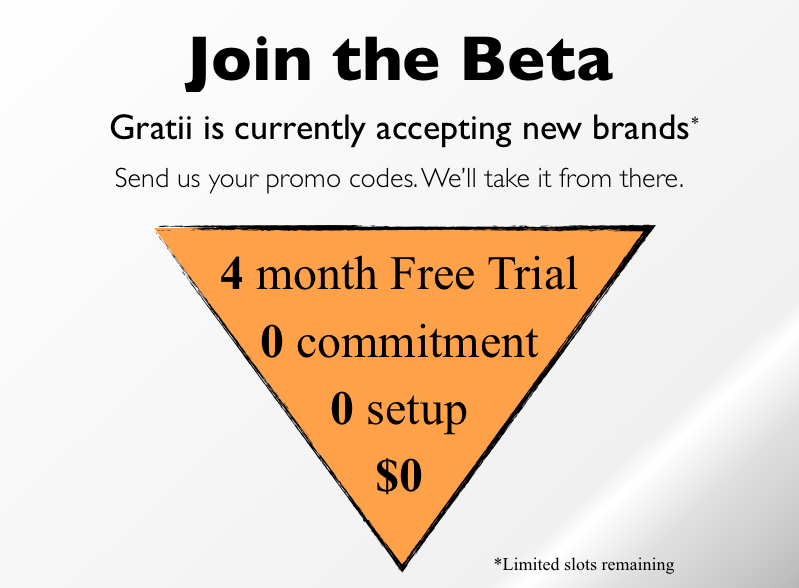 Join the Beta
Gratii is currently accepting new brands*
Send us your promo codes. We'll take it from there.
4 month Free Trial
0 commitment
0 setup
$0
*Limited slots remaining